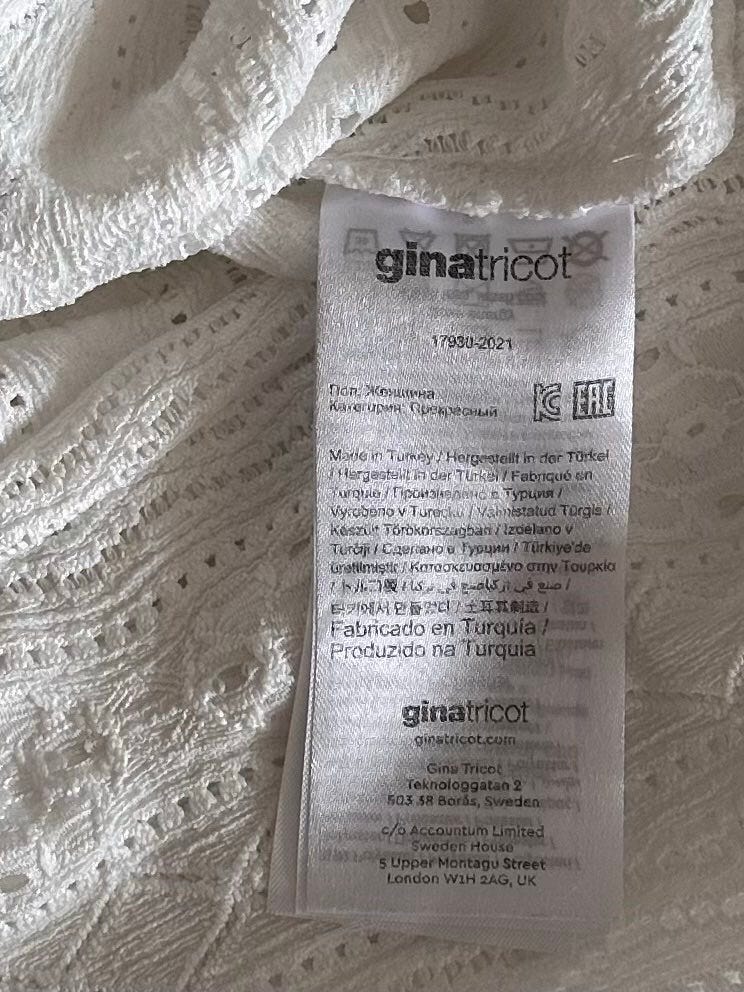 ginatricot
17930-2021
Пол: Женщина
Категория: Прекрасный
EAC
Made in Turkey / Hergestellt in der Türkei
/ Hergestellt in der Türkei / Fabriqué en
Turquie / Произведено в Турция /
Vyrobeno v Turecku / Valmistatud Türgis /
Készült Törökországban / Izdelano v
Turčiji / Сделано в Турции / Türkiye'de
üretilmiştir / Κατασκευασμένο στην Τουρκία
/ صنع في تركيا /
터키에서 만들었다 / 土耳其制造 /
Fabricado en Turquía /
Produzido na Turquia
ginatricot
ginatricot.com
Gina Tricot
Teknologgatan 2
503 38 Borås, Sweden
c/o Accountum Limited
Sweden House
5 Upper Montagu Street
London W1H 2AG, UK